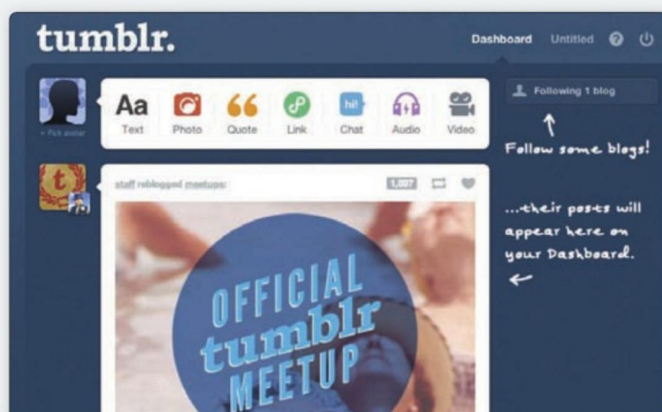 tumblr.
Dashboard Untitled ?
Aa
hi!
Text Photo Quote Link Chat Audio Video
+ Pick avatar
Following 1 blog
Follow some blogs!
t
staff reblogged meetups:
1,007
...their posts will
appear here on
your Dashboard.
OFFICIAL
tumblr
MEETUP